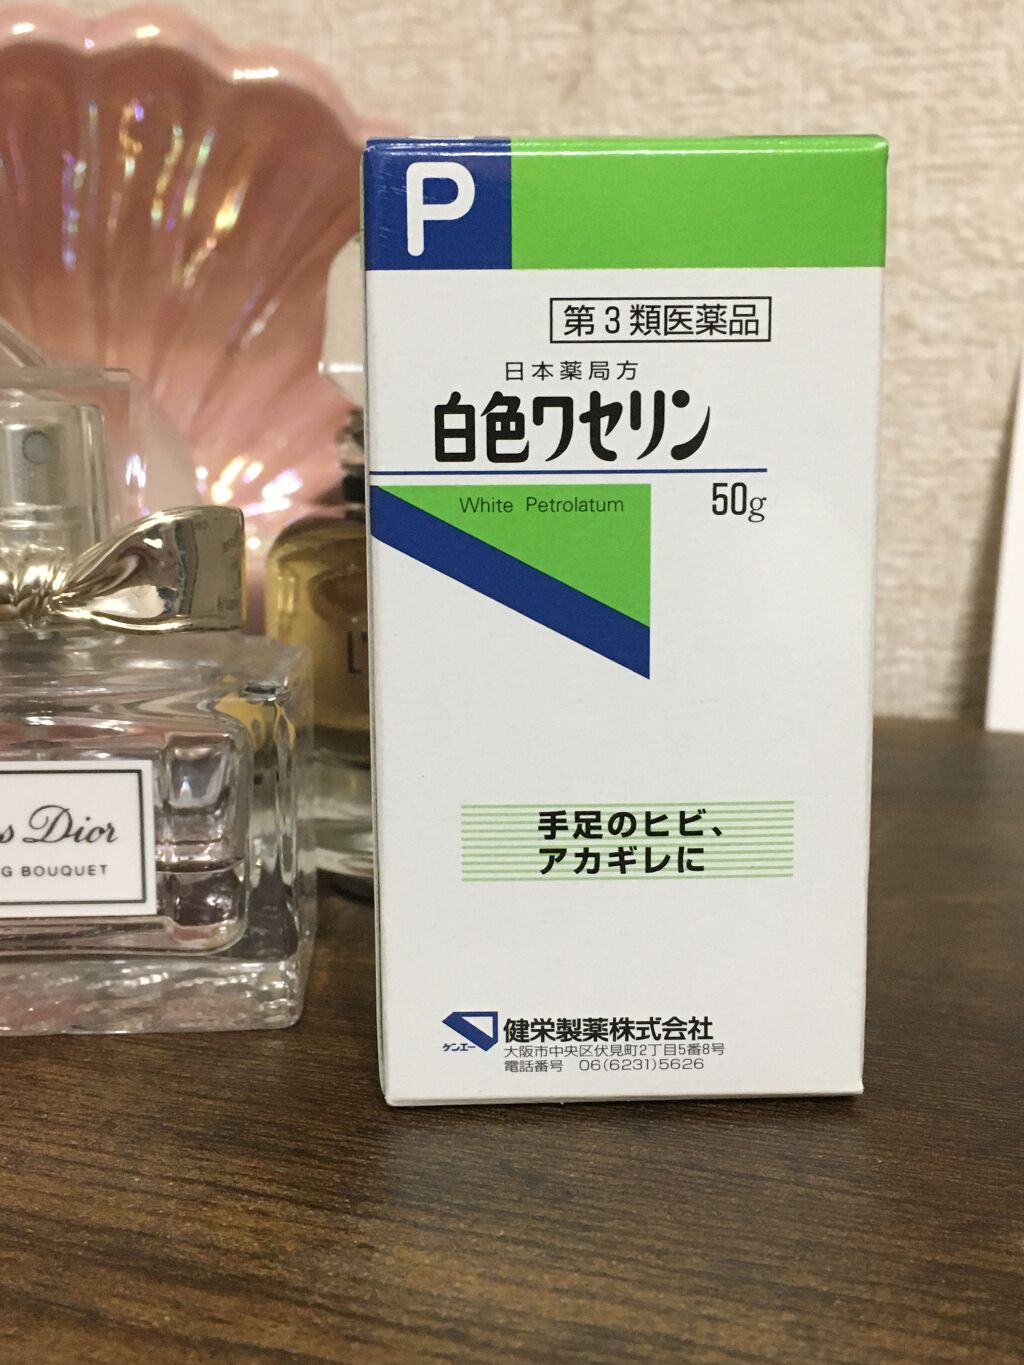 P
第3類医薬品
日本薬局方
白色ワセリン
White Petrolatum
50g
手足のヒビ、
アカギレに
ケンエー
健栄製薬株式会社
大阪市中央区伏見町2丁目5番8号
電話番号 06(6231)5626
Dior
BOUQUET